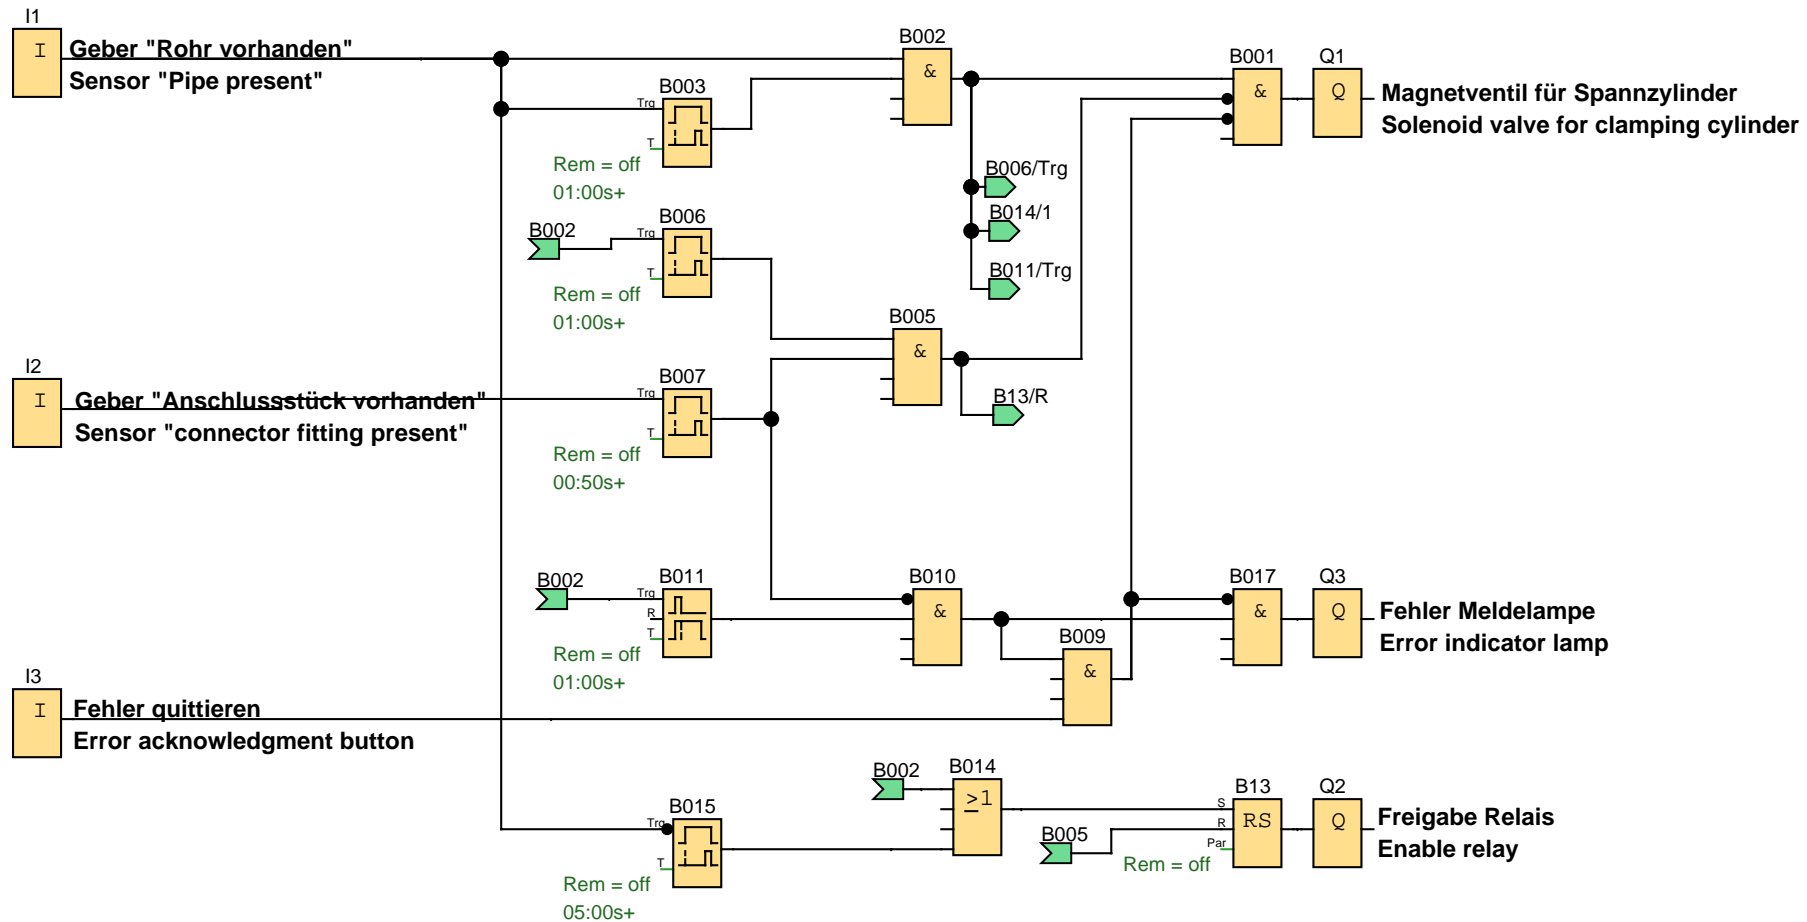 I1
I
Geber "Rohr vorhanden"
Sensor "Pipe present"
B003
Trg
T
Rem = off
01:00s+
B002
&
B001
&
Q1
Q
Magnetventil für Spannzylinder
Solenoid valve for clamping cylinder
B006/Trg
B014/1
B011/Trg
B002
B006
Trg
T
Rem = off
01:00s+
B005
&
B13/R
I2
I
Geber "Anschlussstück vorhanden"
Sensor "connector fitting present"
B007
Trg
T
Rem = off
00:50s+
B002
B011
Trg
R
T
Rem = off
01:00s+
B010
&
B009
&
B017
&
Q3
Q
Fehler Meldelampe
Error indicator lamp
I3
I
Fehler quittieren
Error acknowledgment button
B015
Trg
T
Rem = off
05:00s+
B002
B014
≥1
B005
B13
S
R
Par
RS
Rem = off
Q2
Q
Freigabe Relais
Enable relay